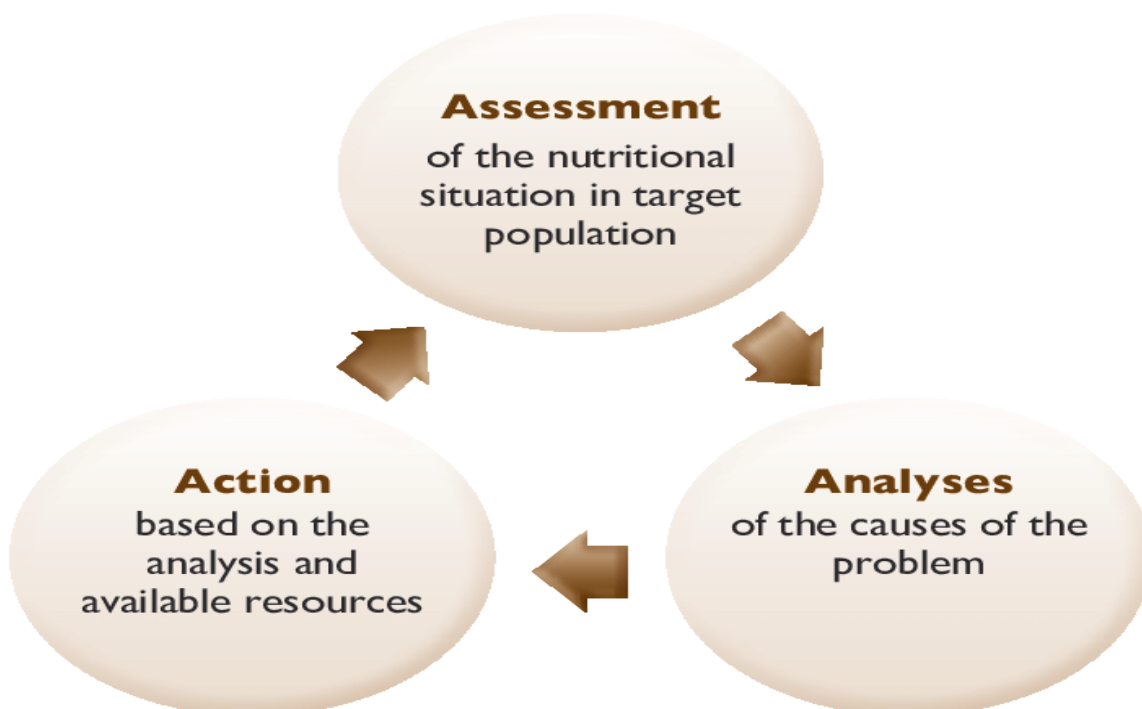 Assessment
of the nutritional
situation in target
population
Action
based on the
analysis and
available resources
Analyses
of the causes of the
problem